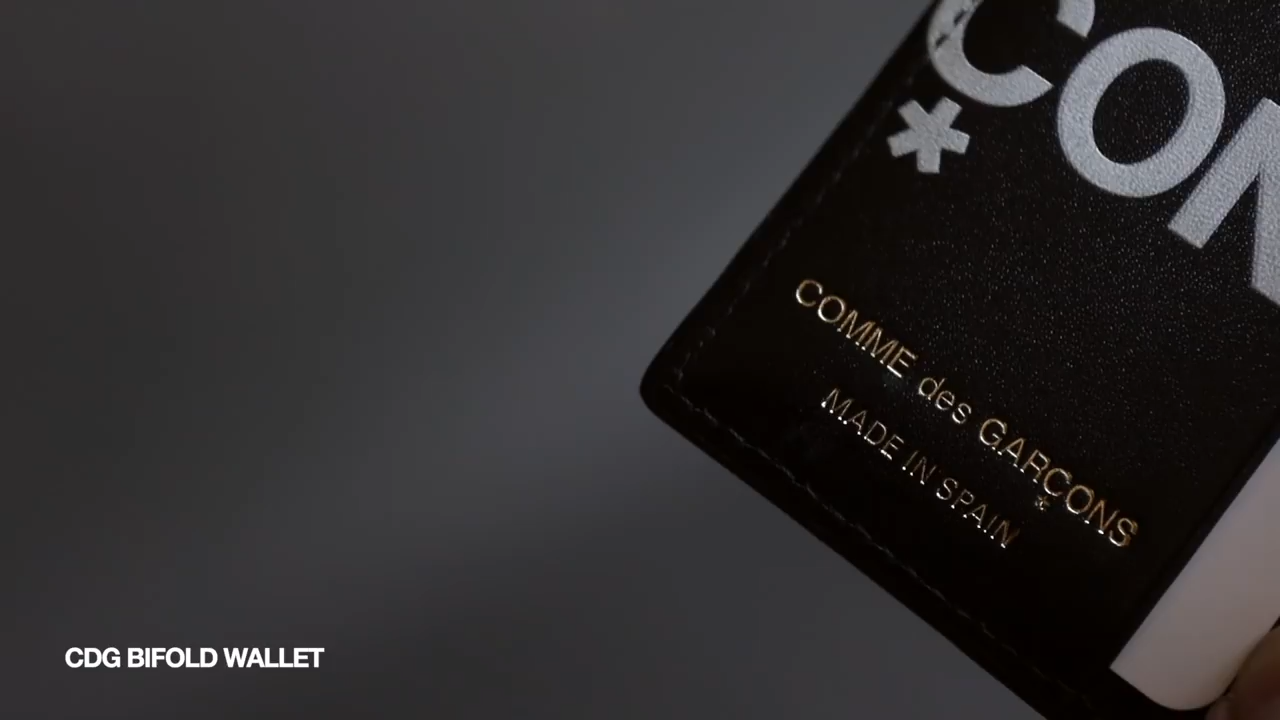 CON
*
COMME des GARÇONS
MADE IN SPAIN
CDG BIFOLD WALLET